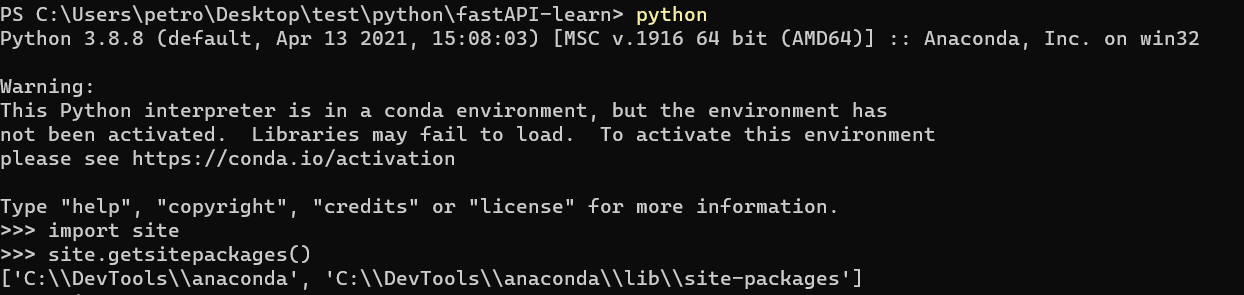 PS C:\Users\petro\Desktop\test\python\fastAPI-learn> python
Python 3.8.8 (default, Apr 13 2021, 15:08:03) [MSC v.1916 64 bit (AMD64)] :: Anaconda, Inc. on win32
Warning:
This Python interpreter is in a conda environment, but the environment has
not been activated.  Libraries may fail to load.  To activate this environment
please see https://conda.io/activation
Type "help", "copyright", "credits" or "license" for more information.
>>> import site
>>> site.getsitepackages()
['C:\\DevTools\\anaconda', 'C:\\DevTools\\anaconda\\lib\\site-packages']